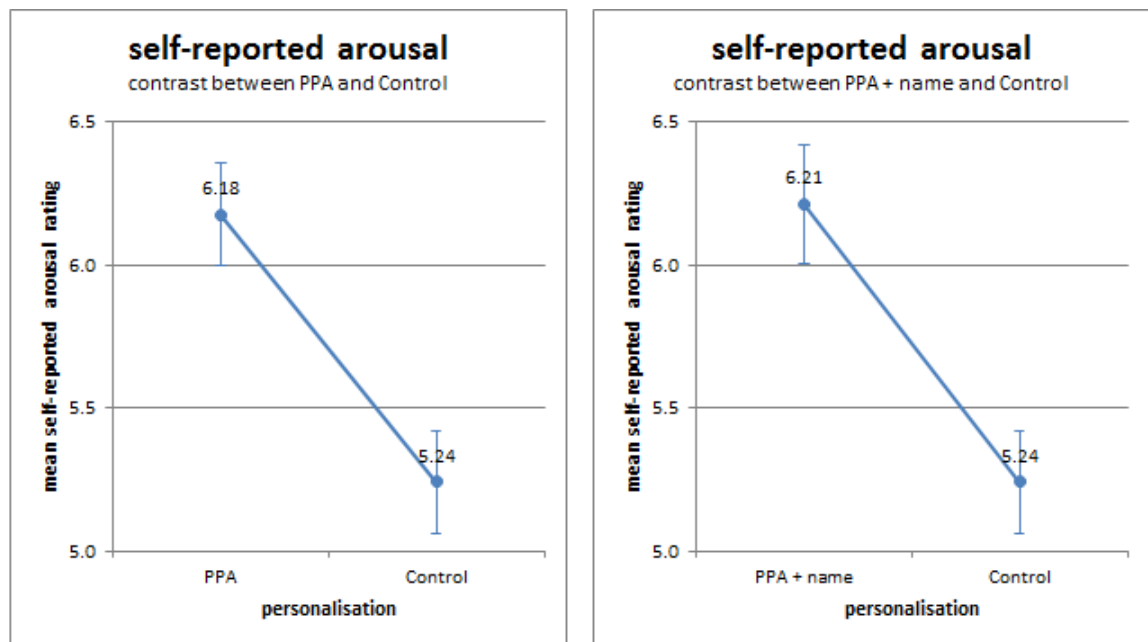 self-reported arousal
contrast between PPA and Control
mean self-reported arousal rating
6.5
6.0
5.5
5.0
6.18
5.24
PPA
Control
personalisation
self-reported arousal
contrast between PPA + name and Control
mean self-reported arousal rating
6.5
6.0
5.5
5.0
6.21
5.24
PPA + name
Control
personalisation